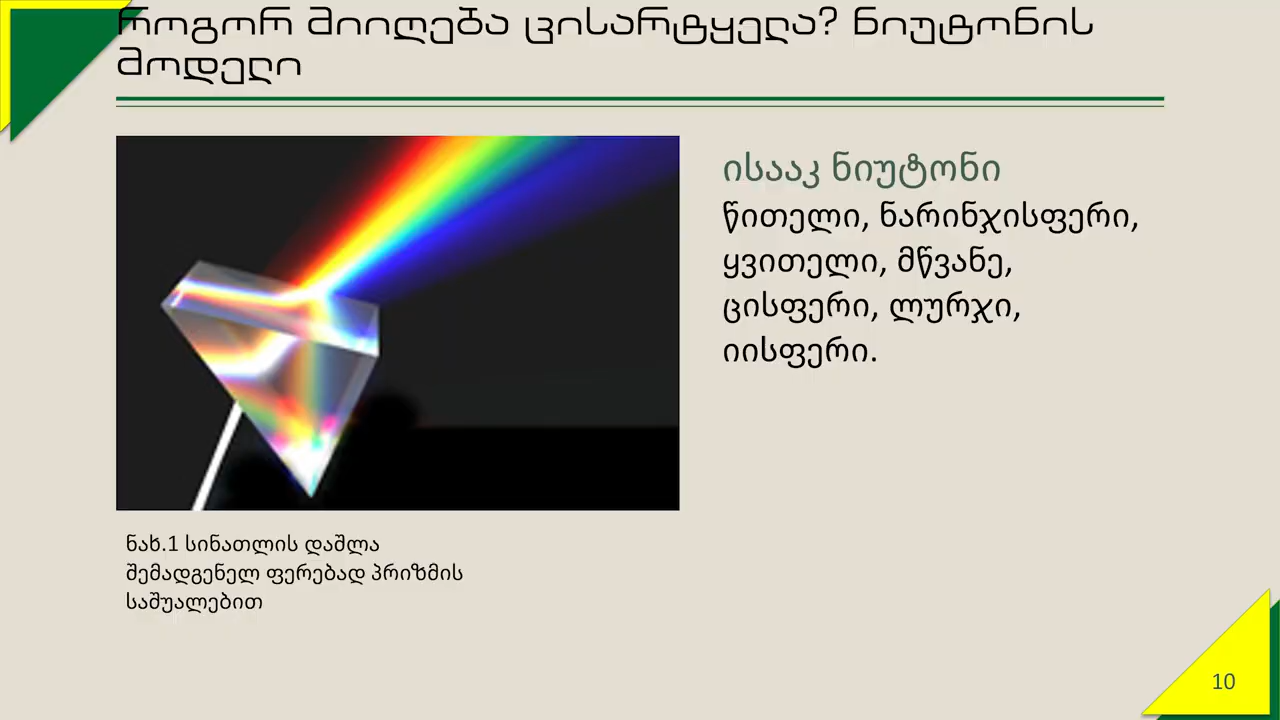 როგორ მიიღება ცისარტყელა? ნიუტონის
მოდელი
ისააკ ნიუტონი
წითელი, ნარინჯისფერი,
ყვითელი, მწვანე,
ცისფერი, ლურჯი,
იისფერი.
ნახ.1 სინათლის დაშლა
შემადგენელ ფერებად პრიზმის
საშუალებით
10